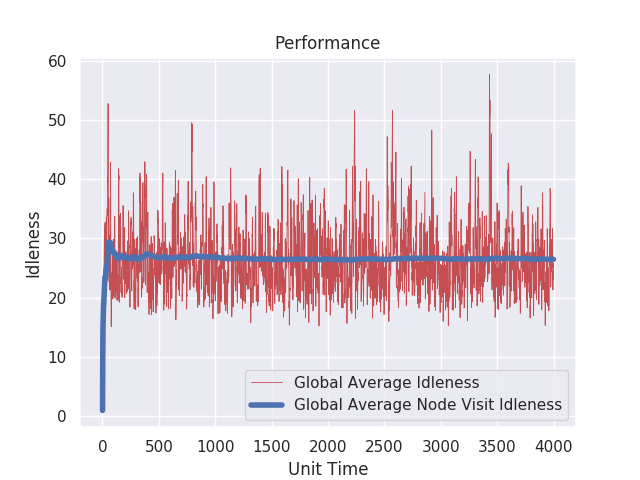 Performance
60
50
40
30
20
10
0
Idleness
Global Average Idleness
Global Average Node Visit Idleness
0 500 1000 1500 2000 2500 3000 3500 4000
Unit Time